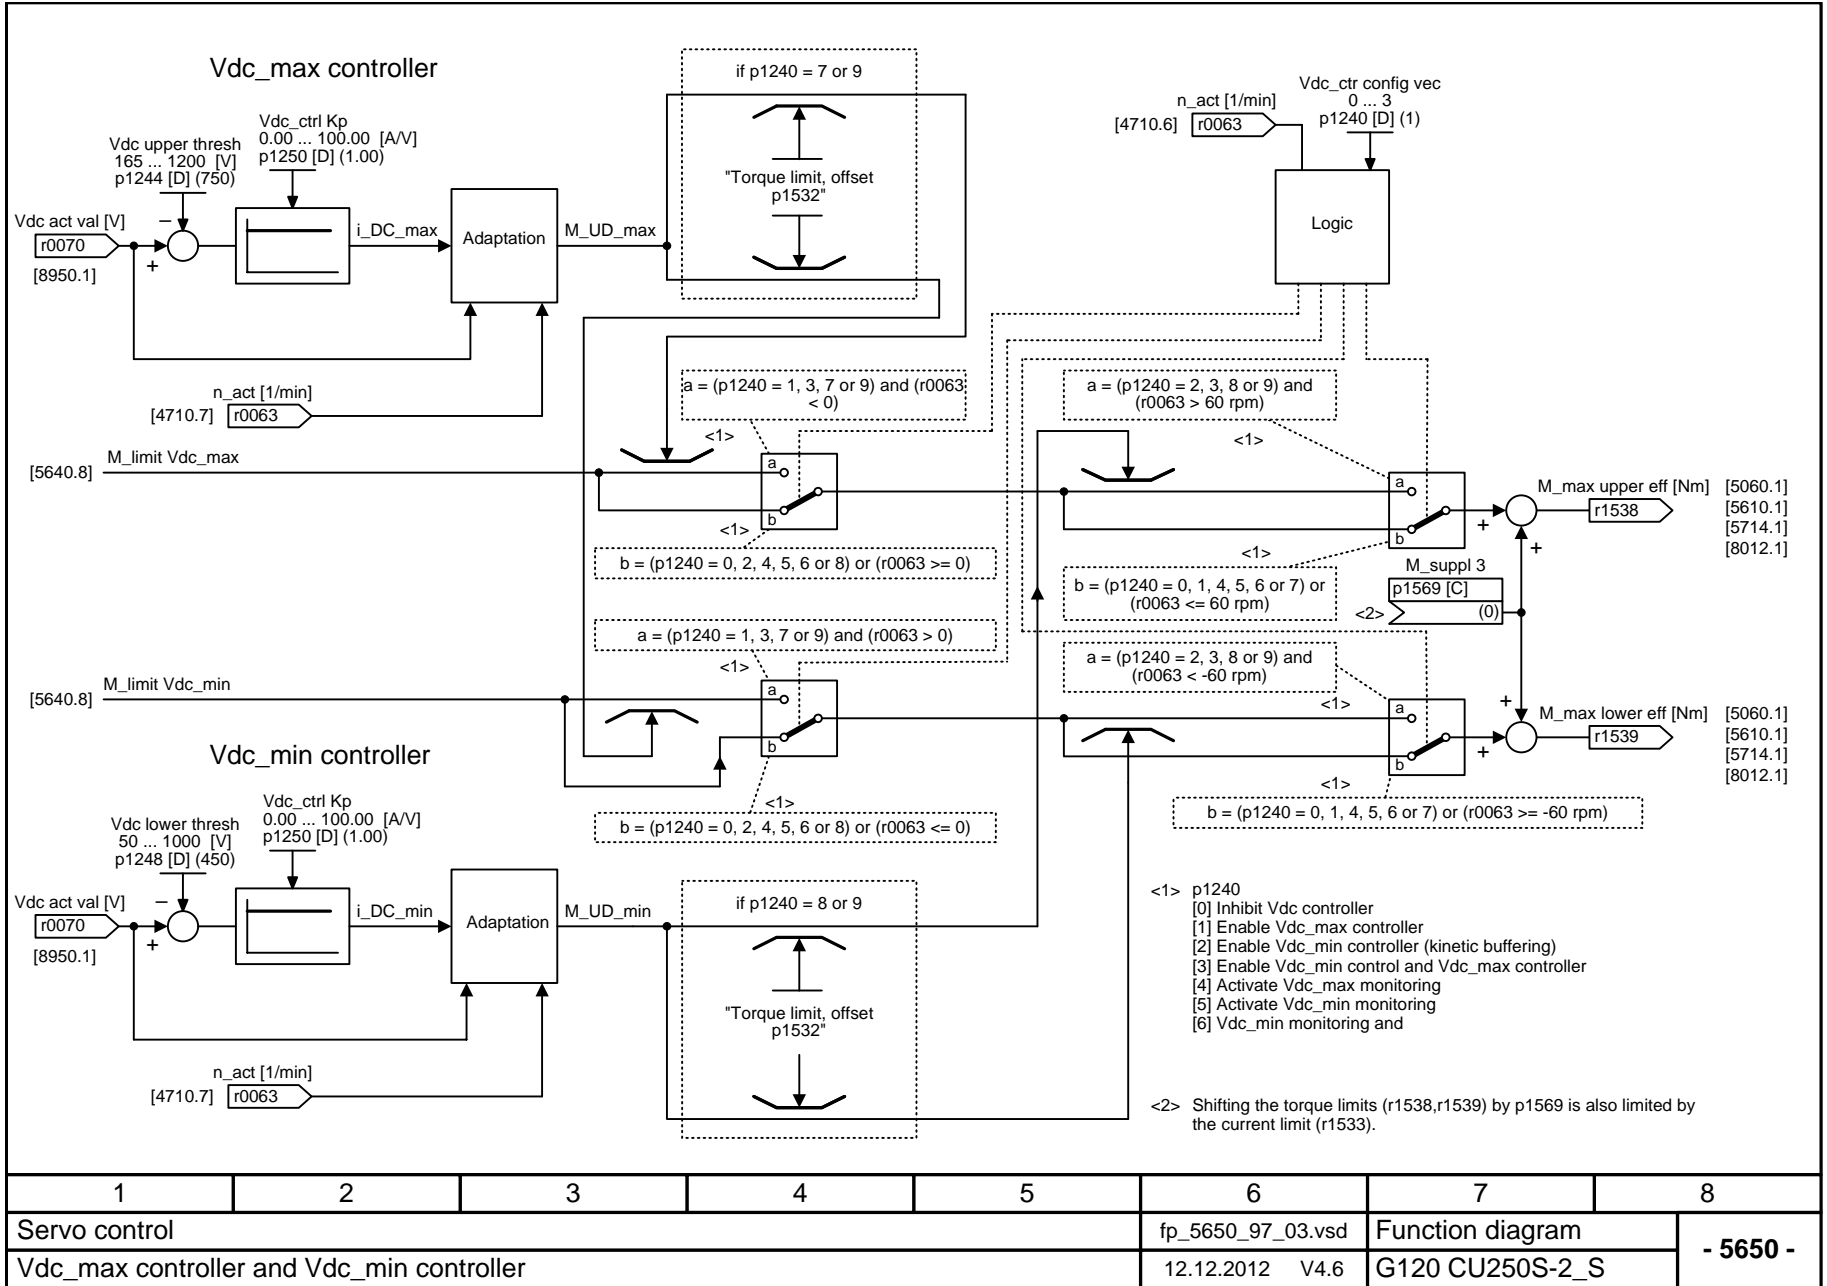 Vdc_max controller
Vdc upper thresh
165 ... 1200 [V]
p1244 [D] (750)
Vdc_ctrl Kp
0.00 ... 100.00 [A/V]
p1250 [D] (1.00)
Vdc act val [V]
r0070
[8950.1]
–
+
i_DC_max
Adaptation
M_UD_max
n_act [1/min]
[4710.7]
r0063
if p1240 = 7 or 9
"Torque limit, offset
p1532"
n_act [1/min]
[4710.6]
r0063
Vdc_ctr config vec
0 ... 3
p1240 [D] (1)
Logic
a = (p1240 = 1, 3, 7 or 9) and (r0063
< 0)
<1>
a = (p1240 = 2, 3, 8 or 9) and
(r0063 > 60 rpm)
<1>
[5640.8]
M_limit Vdc_max
a
b
<1>
b = (p1240 = 0, 2, 4, 5, 6 or 8) or (r0063 >= 0)
a
b
<1>
b = (p1240 = 0, 1, 4, 5, 6 or 7) or
(r0063 <= 60 rpm)
+
+
M_max upper eff [Nm]
r1538
[5060.1]
[5610.1]
[5714.1]
[8012.1]
M_suppl 3
p1569 [C]
(0)
<2>
a = (p1240 = 1, 3, 7 or 9) and (r0063 > 0)
<1>
a = (p1240 = 2, 3, 8 or 9) and
(r0063 < -60 rpm)
<1>
[5640.8]
M_limit Vdc_min
a
b
<1>
b = (p1240 = 0, 2, 4, 5, 6 or 8) or (r0063 <= 0)
a
b
<1>
b = (p1240 = 0, 1, 4, 5, 6 or 7) or (r0063 >= -60 rpm)
+
+
M_max lower eff [Nm]
r1539
[5060.1]
[5610.1]
[5714.1]
[8012.1]
Vdc_min controller
Vdc lower thresh
50 ... 1000 [V]
p1248 [D] (450)
Vdc_ctrl Kp
0.00 ... 100.00 [A/V]
p1250 [D] (1.00)
Vdc act val [V]
r0070
[8950.1]
–
+
i_DC_min
Adaptation
M_UD_min
n_act [1/min]
[4710.7]
r0063
if p1240 = 8 or 9
"Torque limit, offset
p1532"
<1> p1240
[0] Inhibit Vdc controller
[1] Enable Vdc_max controller
[2] Enable Vdc_min controller (kinetic buffering)
[3] Enable Vdc_min control and Vdc_max controller
[4] Activate Vdc_max monitoring
[5] Activate Vdc_min monitoring
[6] Vdc_min monitoring and
<2> Shifting the torque limits (r1538,r1539) by p1569 is also limited by
the current limit (r1533).
1 2 3 4 5 6 7 8
Servo control
fp_5650_97_03.vsd
Function diagram
- 5650 -
Vdc_max controller and Vdc_min controller
12.12.2012 V4.6
G120 CU250S-2_S